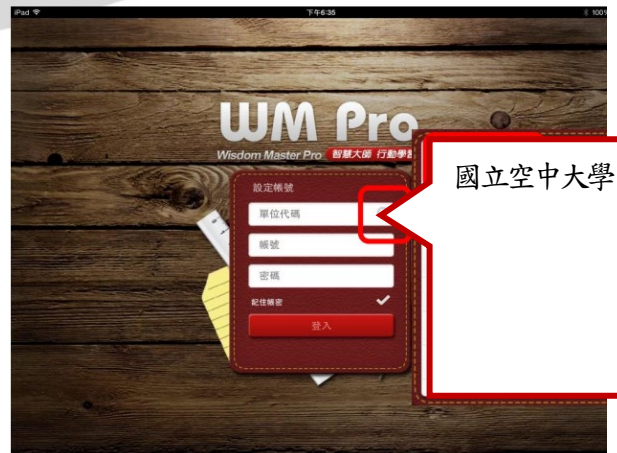 iPad
下午6:35
100%
WM Pro
Wisdom Master Pro 智慧大師 行動學
設定帳號
單位代碼
帳號
密碼
記住帳密
登入
國立空中大學